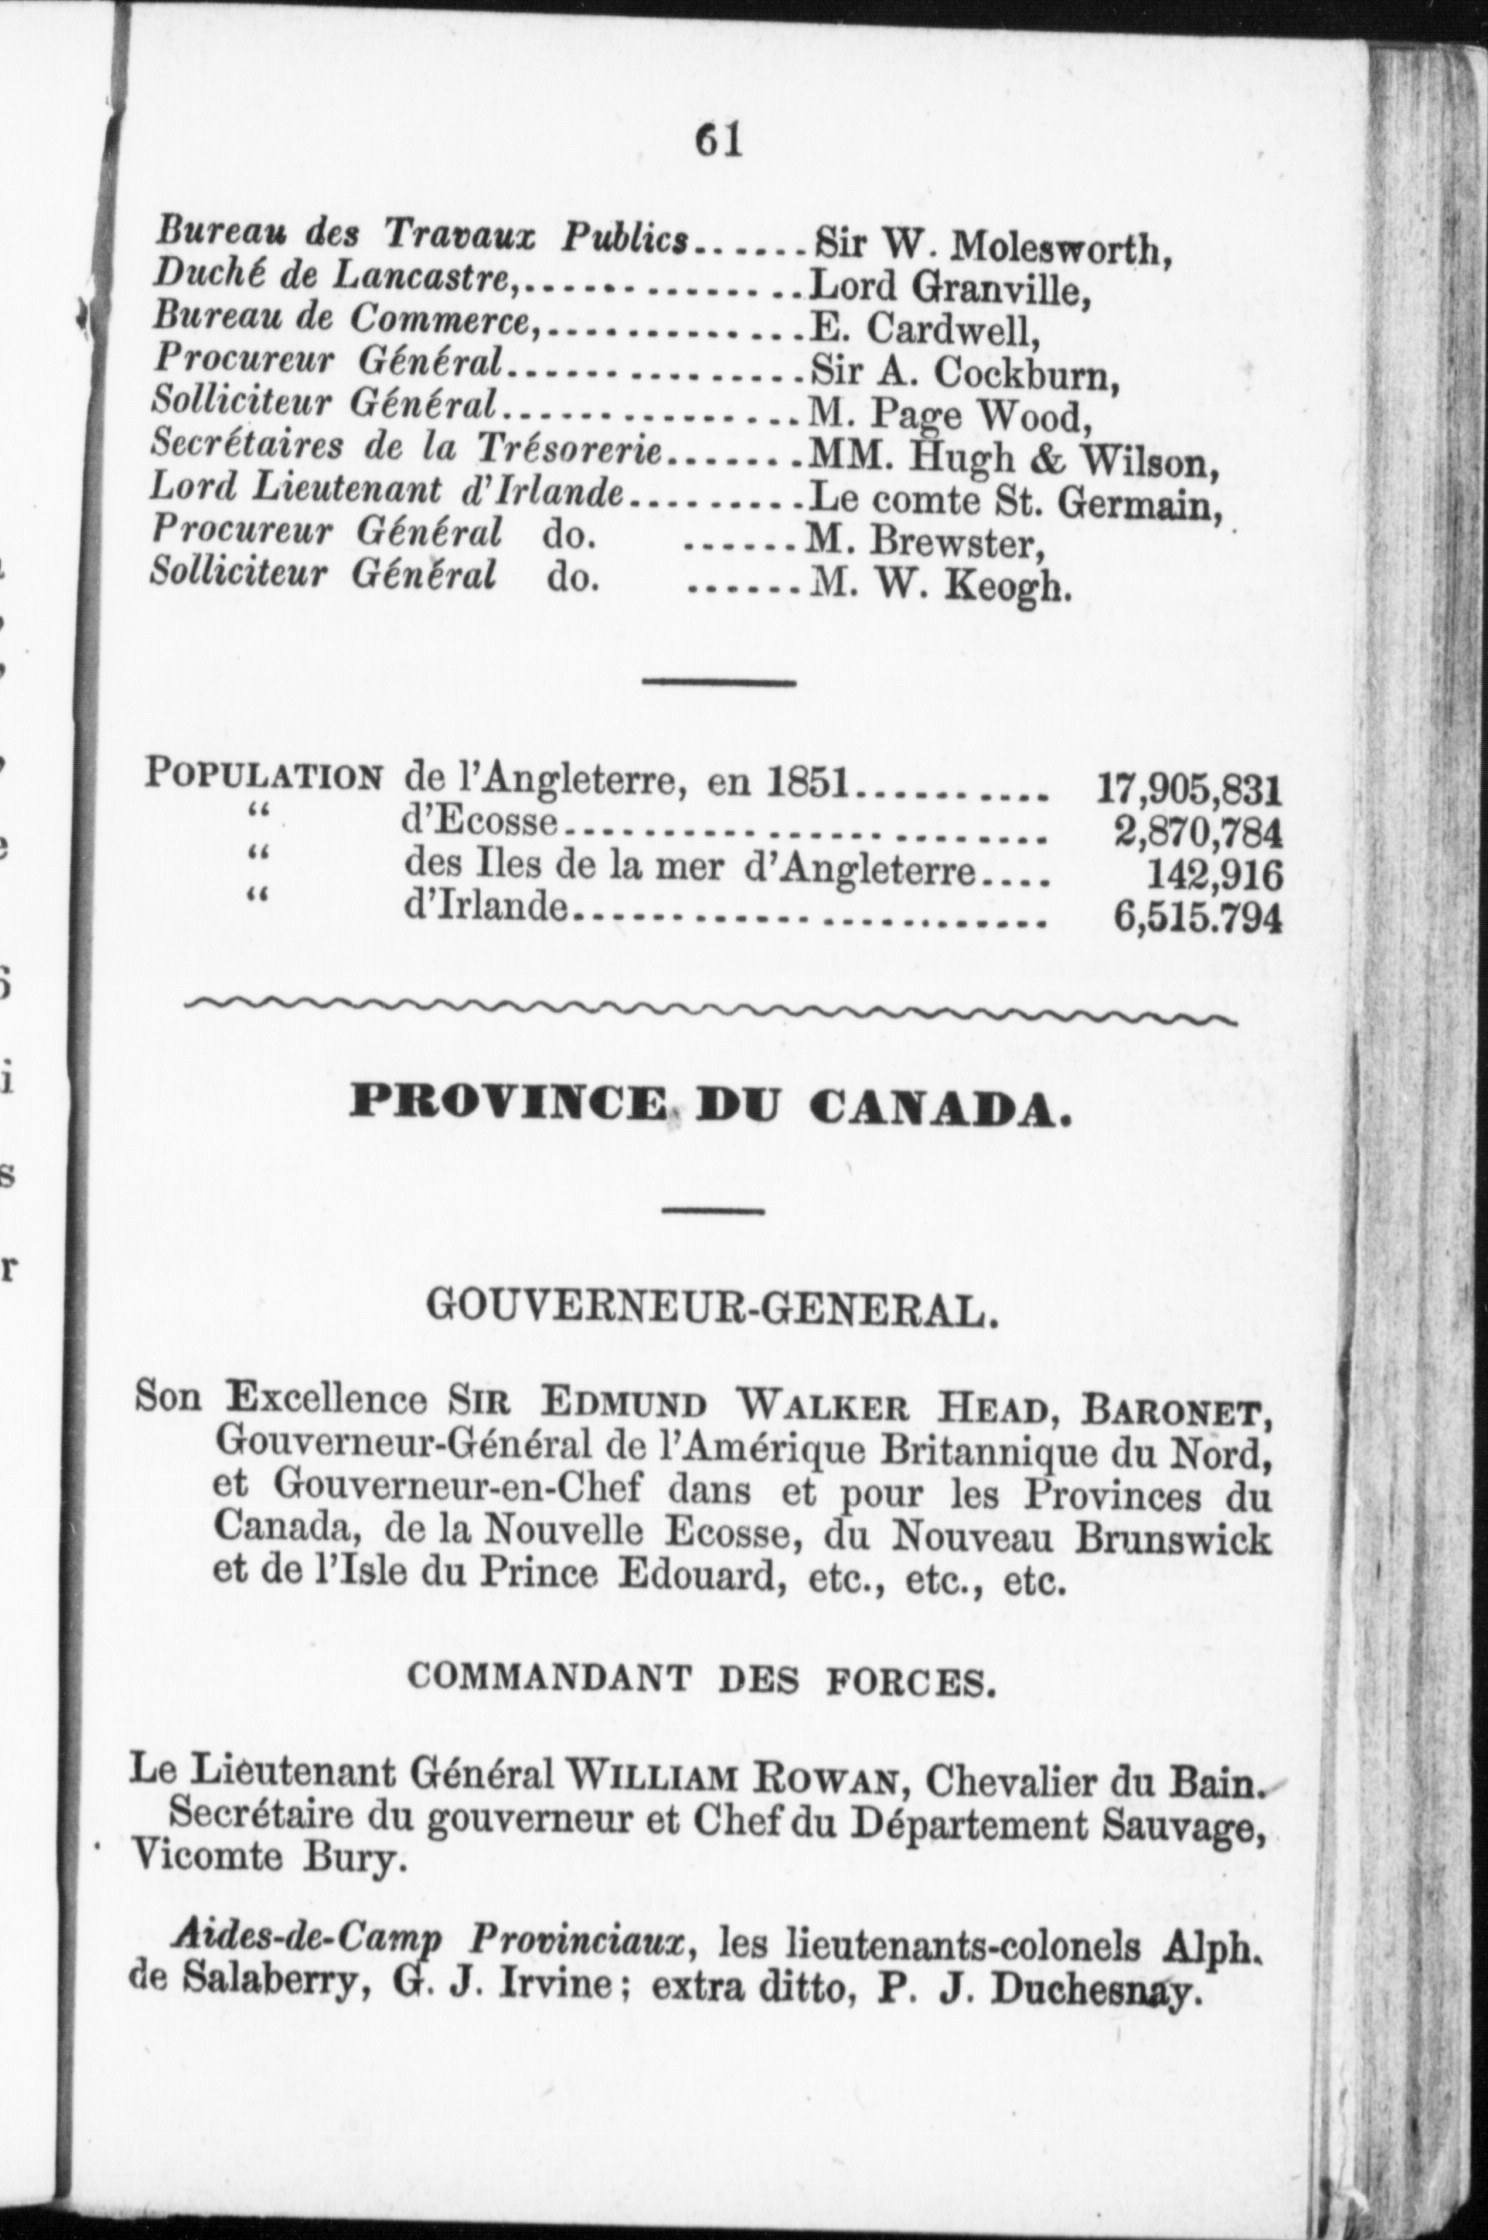 61
Bureau des Travaux Publics......Sir W. Molesworth,
Duché de Lancastre,...............Lord Granville,
Bureau de Commerce,..............E. Cardwell,
Procureur Général................Sir A. Cockburn,
Solliciteur Général................M. Page Wood,
Secrétaires de la Trésorerie.......MM. Hugh & Wilson,
Lord Lieutenant d'Irlande.........Le comte St. Germain,
Procureur Général do. ......M. Brewster,
Solliciteur Général do. ......M. W. Keogh.
POPULATION de l'Angleterre, en 1851.......... 17,905,831
“ d'Ecosse......................... 2,870,784
“ des Iles de la mer d'Angleterre.... 142,916
“ d'Irlande........................ 6,515.794
PROVINCE DU CANADA.
GOUVERNEUR-GENERAL.
Son Excellence SIR EDMUND WALKER HEAD, BARONET,
Gouverneur-Général de l'Amérique Britannique du Nord,
et Gouverneur-en-Chef dans et pour les Provinces du
Canada, de la Nouvelle Ecosse, du Nouveau Brunswick
et de l'Isle du Prince Edouard, etc., etc., etc.
COMMANDANT DES FORCES.
Le Lieutenant Général WILLIAM ROWAN, Chevalier du Bain.
Secrétaire du gouverneur et Chef du Département Sauvage,
Vicomte Bury.
Aides-de-Camp Provinciaux, les lieutenants-colonels Alph.
de Salaberry, G. J. Irvine; extra ditto, P. J. Duchesnay.